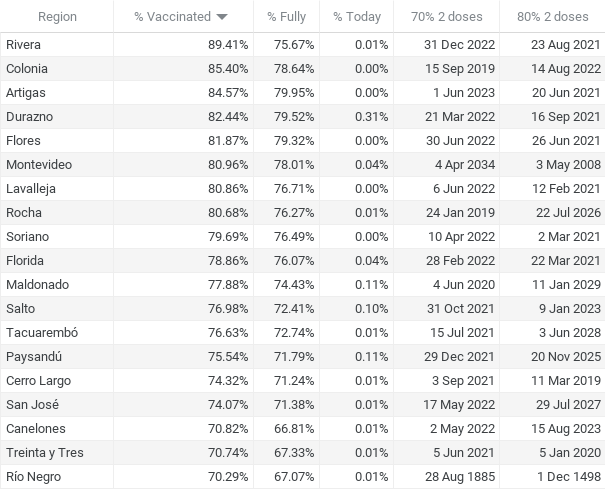 Region % Vaccinated % Fully % Today 70% 2 doses 80% 2 doses
Rivera 89.41% 75.67% 0.01% 31 Dec 2022 23 Aug 2021
Colonia 85.40% 78.64% 0.00% 15 Sep 2019 14 Aug 2022
Artigas 84.57% 79.95% 0.00% 1 Jun 2023 20 Jun 2021
Durazno 82.44% 79.52% 0.31% 21 Mar 2022 16 Sep 2021
Flores 81.87% 79.32% 0.00% 30 Jun 2022 26 Jun 2021
Montevideo 80.96% 78.01% 0.04% 4 Apr 2034 3 May 2008
Lavalleja 80.86% 76.71% 0.00% 6 Jun 2022 12 Feb 2021
Rocha 80.68% 76.27% 0.01% 24 Jan 2019 22 Jul 2026
Soriano 79.69% 76.49% 0.00% 10 Apr 2022 2 Mar 2021
Florida 78.86% 76.07% 0.04% 28 Feb 2022 22 Mar 2021
Maldonado 77.88% 74.43% 0.11% 4 Jun 2020 11 Jan 2029
Salto 76.98% 72.41% 0.10% 31 Oct 2021 9 Jan 2023
Tacuarembó 76.63% 72.74% 0.01% 15 Jul 2021 3 Jun 2028
Paysandú 75.54% 71.79% 0.11% 29 Dec 2021 20 Nov 2025
Cerro Largo 74.32% 71.24% 0.01% 3 Sep 2021 11 Mar 2019
San José 74.07% 71.38% 0.01% 17 May 2022 29 Jul 2027
Canelones 70.82% 66.81% 0.01% 2 May 2022 15 Aug 2023
Treinta y Tres 70.74% 67.33% 0.01% 5 Jun 2021 5 Jan 2020
Río Negro 70.29% 67.07% 0.01% 28 Aug 1885 1 Dec 1498